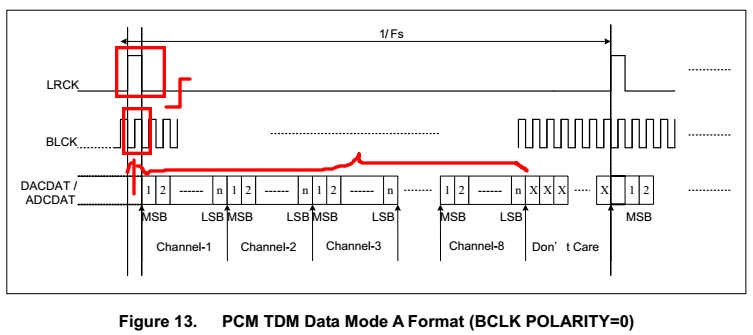 1/ Fs
LRCK
BLCK
DACDAT /
ADCDAT
1 2 ------ n 1 2 ------ n 1 2 ------ n 1 2 ------ n X X X X 1 2
MSB LSB MSB LSB MSB LSB MSB LSB MSB
Channel-1 Channel-2 Channel-3 Channel-8 Don't Care
Figure 13. PCM TDM Data Mode A Format (BCLK POLARITY=0)